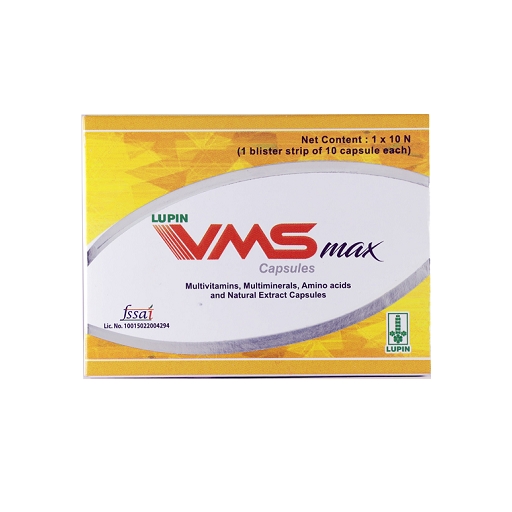 Net Content : 1 x 10 N
(1 blister strip of 10 capsule each)
LUPIN
VMS max
Capsules
Multivitamins, Multiminerals, Amino acids
and Natural Extract Capsules
fssai
Lic. No. 10015022004294
LUPIN